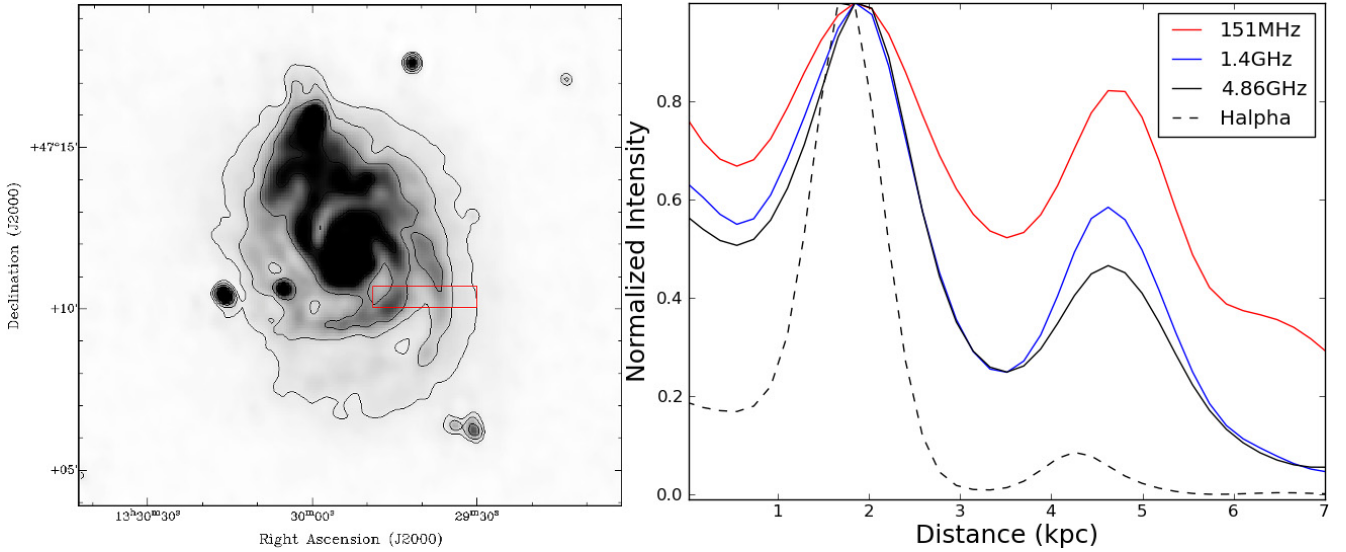 Declination (J2000)
+47°15'
+10'
+05'
13ʰ30ᵐ30ˢ
30ᵐ00ˢ
29ᵐ30ˢ
Right Ascension (J2000)
Normalized Intensity
0.8
0.6
0.4
0.2
0.0
1
2
3
4
5
6
7
Distance (kpc)
151MHz
1.4GHz
4.86GHz
Halpha